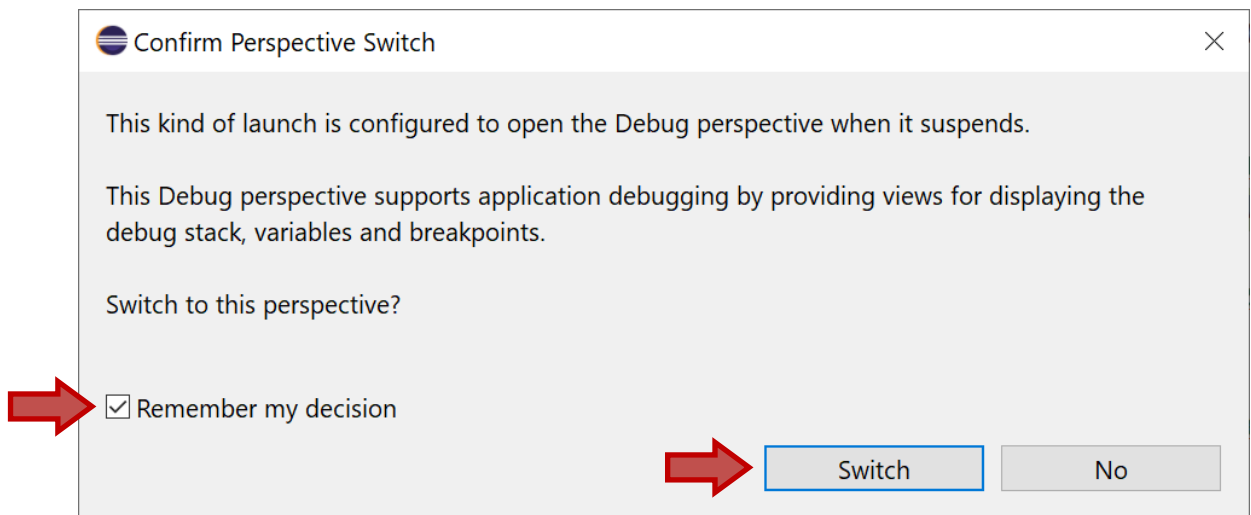 Confirm Perspective Switch
This kind of launch is configured to open the Debug perspective when it suspends.
This Debug perspective supports application debugging by providing views for displaying the
debug stack, variables and breakpoints.
Switch to this perspective?
Remember my decision
Switch
No